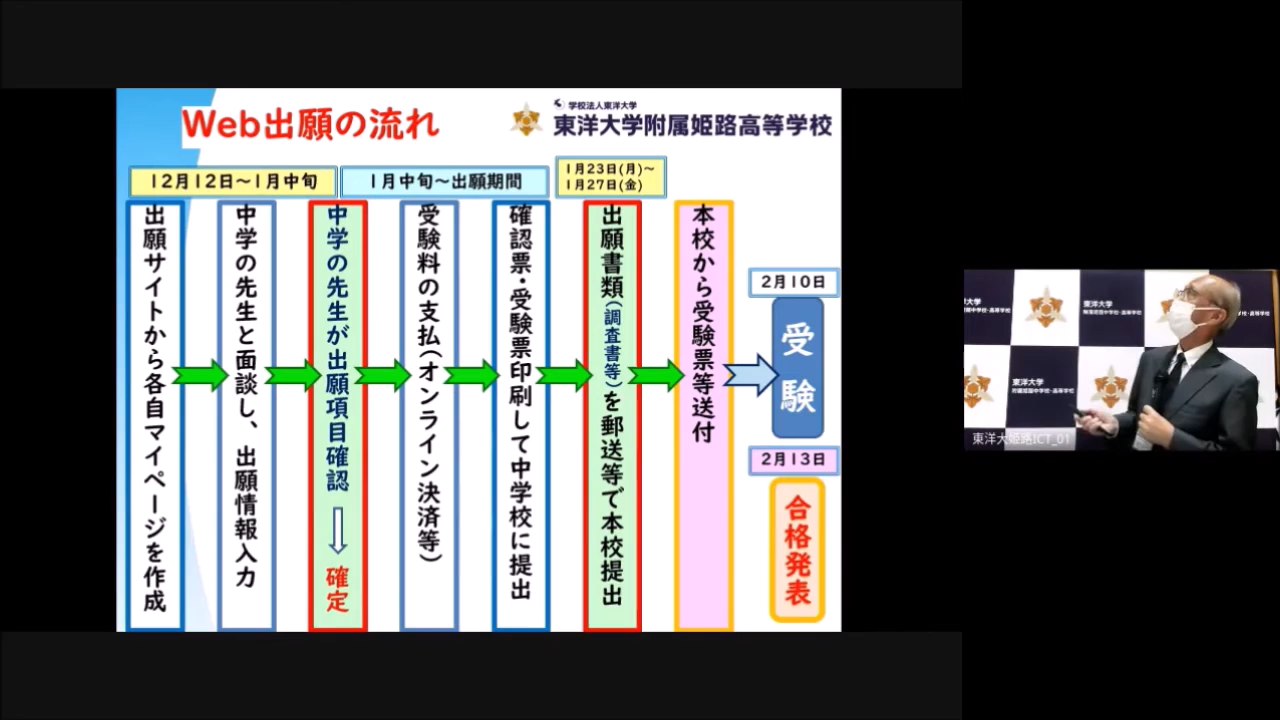 Web出願の流れ
学校法人東洋大学
東洋大学附属姫路高等学校
12月12日～1月中旬
1月中旬～出願期間
1月23日(月)～
1月27日(金)
出願サイトから各自マイページを作成
中学の先生と面談し、出願情報入力
中学の先生が出願項目確認
確定
受験料の支払(オンライン決済等)
確認票・受験票印刷して中学校に提出
出願書類(調査書等)を郵送等で本校提出
本校から受験票等送付
2月10日
受験
2月13日
合格発表
東洋大学
東洋大学
東洋大姫路ICT_01